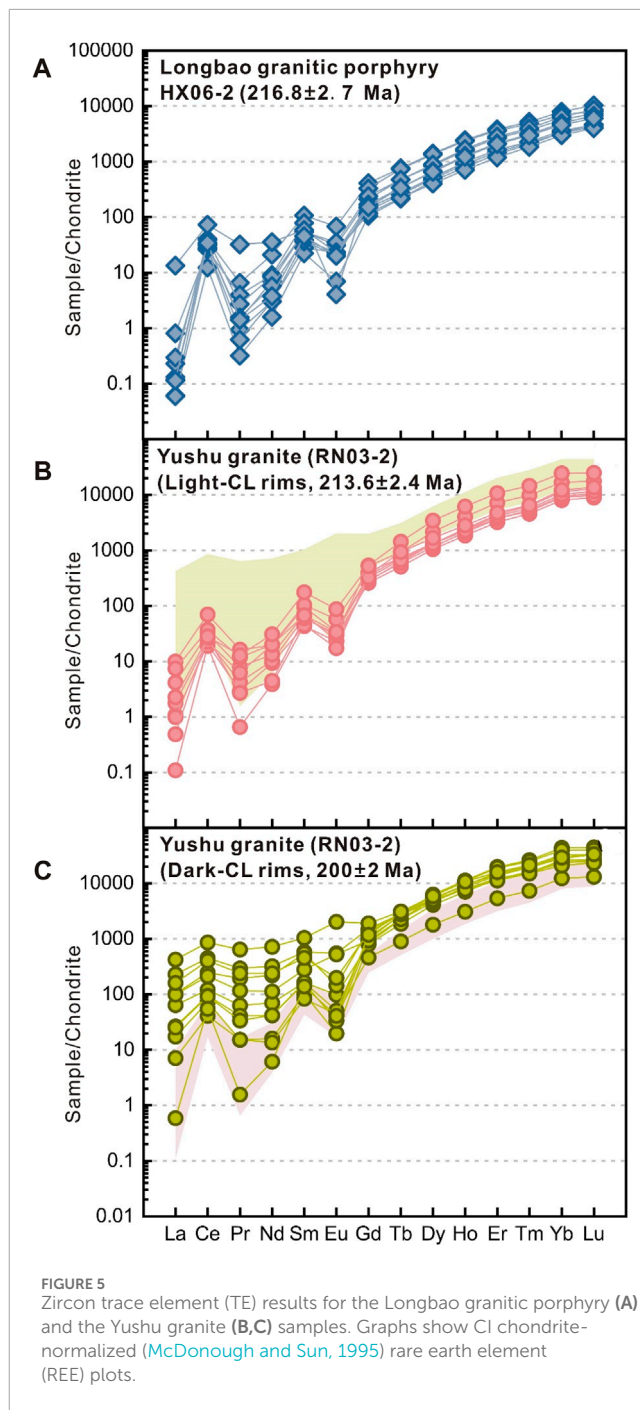 A
Longbao granitic porphyry
HX06-2 (216.8±2. 7 Ma)
Sample/Chondrite
100000
10000
1000
100
10
1
0.1
B
Yushu granite (RN03-2)
(Light-CL rims, 213.6±2.4 Ma)
Sample/Chondrite
10000
1000
100
10
1
0.1
C
Yushu granite (RN03-2)
(Dark-CL rims, 200±2 Ma)
Sample/Chondrite
10000
1000
100
10
1
0.1
0.01
La Ce Pr Nd Sm Eu Gd Tb Dy Ho Er Tm Yb Lu
FIGURE 5
Zircon trace element (TE) results for the Longbao granitic porphyry (A)
and the Yushu granite (B,C) samples. Graphs show CI chondrite-
normalized (McDonough and Sun, 1995) rare earth element
(REE) plots.